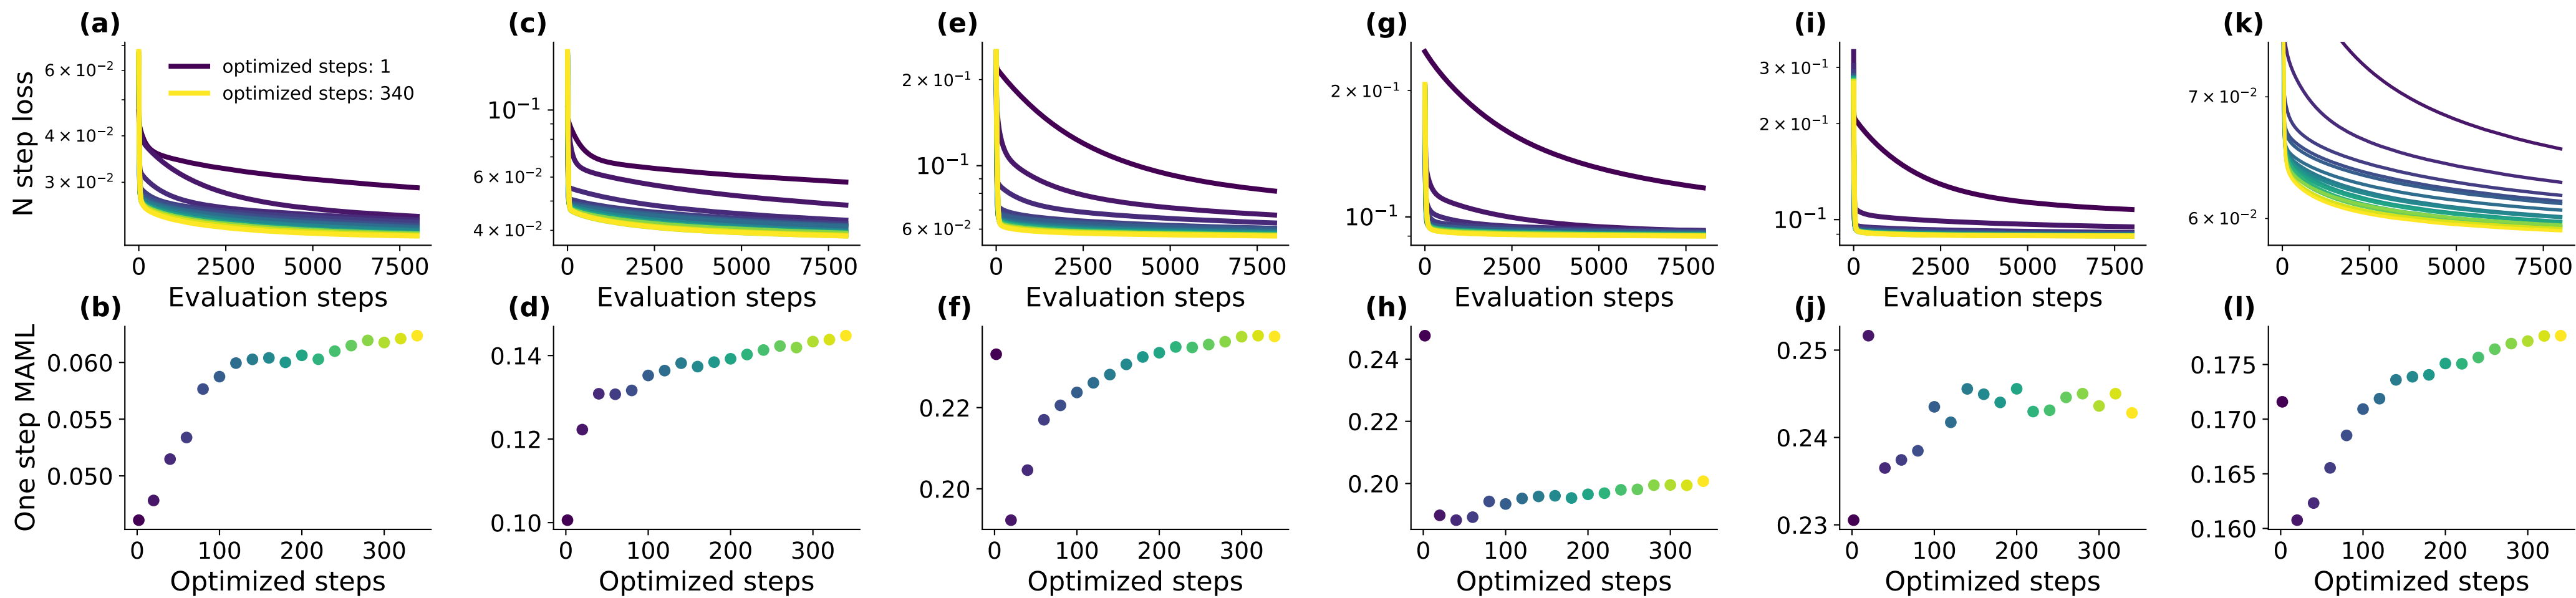 (a)
N step loss
6 × 10⁻²
4 × 10⁻²
3 × 10⁻²
optimized steps: 1
optimized steps: 340
0 2500 5000 7500
Evaluation steps
(c)
10⁻¹
6 × 10⁻²
4 × 10⁻²
0 2500 5000 7500
Evaluation steps
(e)
2 × 10⁻¹
10⁻¹
6 × 10⁻²
0 2500 5000 7500
Evaluation steps
(g)
2 × 10⁻¹
10⁻¹
0 2500 5000 7500
Evaluation steps
(i)
3 × 10⁻¹
2 × 10⁻¹
10⁻¹
0 2500 5000 7500
Evaluation steps
(k)
7 × 10⁻²
6 × 10⁻²
0 2500 5000 7500
Evaluation steps
(b)
One step MAML
0.060
0.055
0.050
0 100 200 300
Optimized steps
(d)
0.14
0.12
0.10
0 100 200 300
Optimized steps
(f)
0.22
0.20
0 100 200 300
Optimized steps
(h)
0.24
0.22
0.20
0 100 200 300
Optimized steps
(j)
0.25
0.24
0.23
0 100 200 300
Optimized steps
(l)
0.175
0.170
0.165
0.160
0 100 200 300
Optimized steps